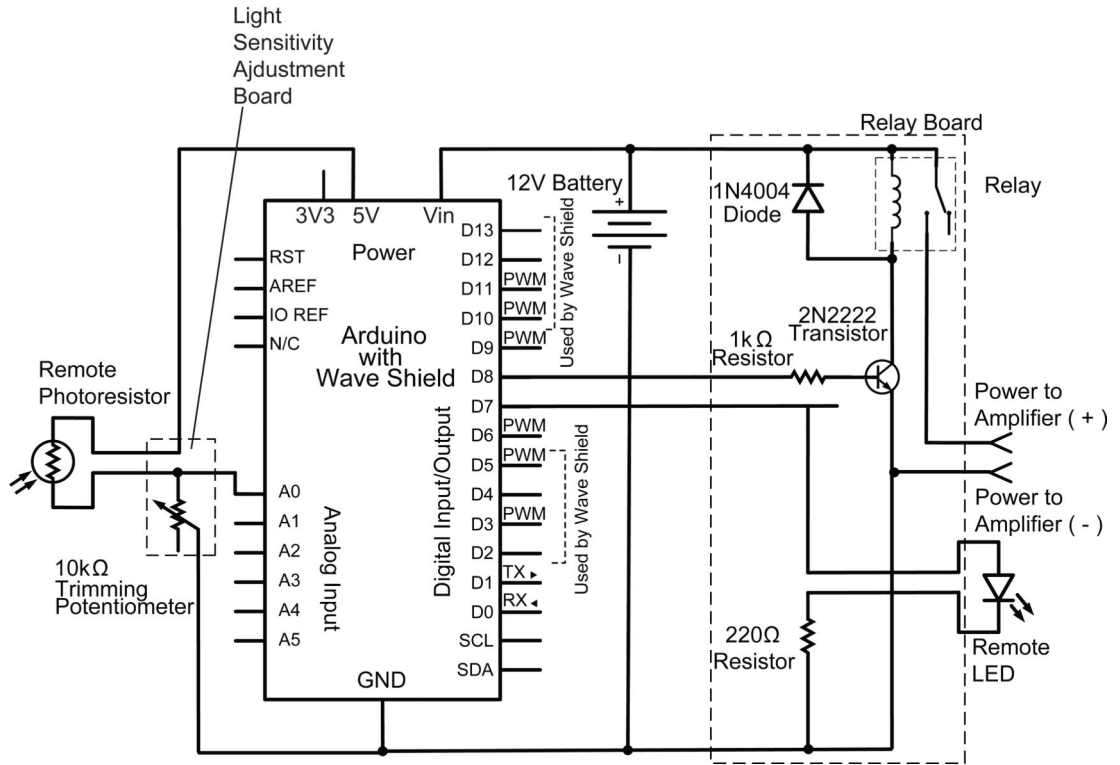 Light
Sensitivity
Ajdustment
Board
Relay Board
Relay
12V Battery
+
-
1N4004
Diode
3V3
5V
Vin
Power
RST
AREF
IO REF
N/C
Arduino
with
Wave Shield
D13
D12
D11
PWM
D10
PWM
D9
PWM
D8
D7
D6
PWM
D5
PWM
D4
D3
PWM
D2
D1
TX
D0
RX
SCL
SDA
Used by Wave Shield
Used by Wave Shield
Digital Input/Output
2N2222
Transistor
1kΩ
Resistor
Remote
Photoresistor
Power to
Amplifier ( + )
Power to
Amplifier ( - )
A0
A1
A2
A3
A4
A5
Analog Input
10kΩ
Trimming
Potentiometer
220Ω
Resistor
Remote
LED
GND